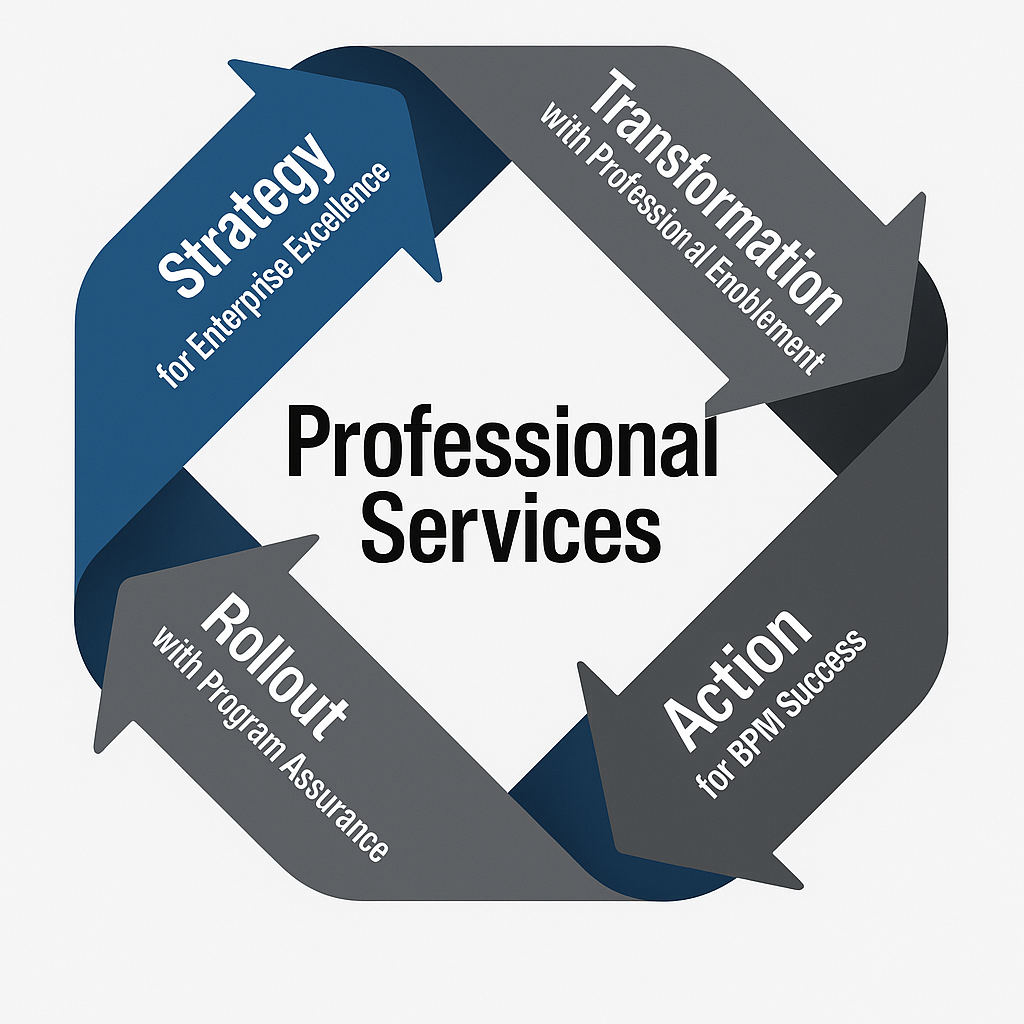 Strategy
for Enterprise Excellence
Transformation
with Professional Enoblement
Professional
Services
Rollout
with Program Assurance
Action
for BPM Success